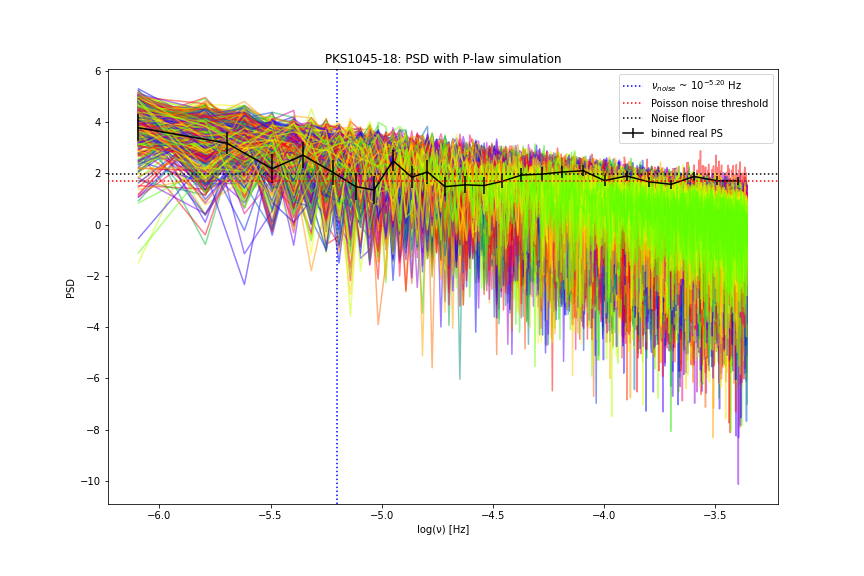 PKS1045-18: PSD with P-law simulation
6
4
2
0
−2
−4
−6
−8
−10
PSD
ν_noise ~ 10^−5.20 Hz
Poisson noise threshold
Noise floor
binned real PS
−6.0 −5.5 −5.0 −4.5 −4.0 −3.5
log(ν) [Hz]